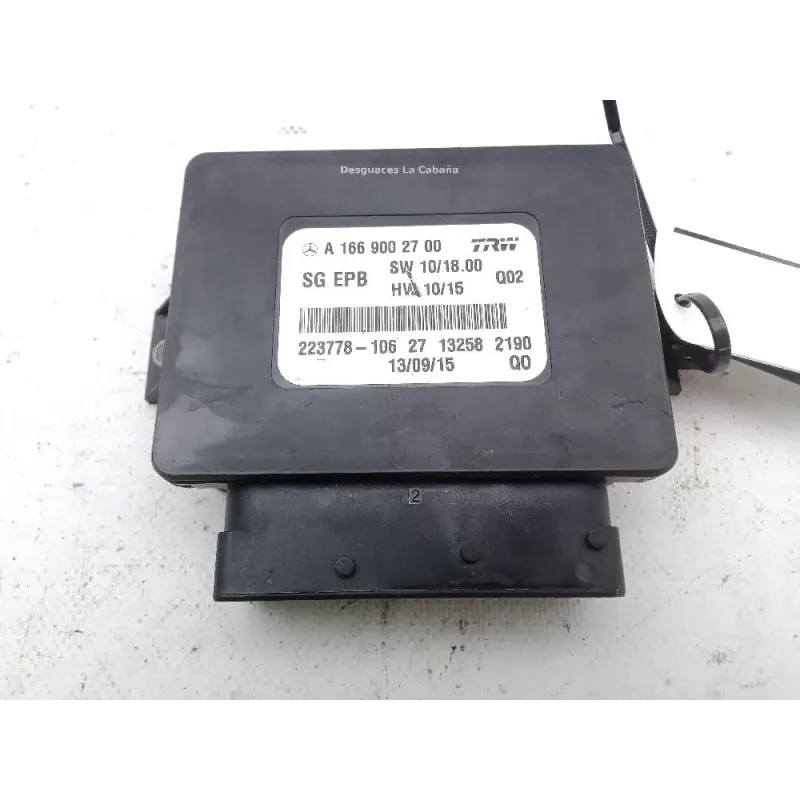 Desguaces La Cabaña
A 166 900 27 00 TRW
SG EPB SW 10/18.00 Q02
HW 10/15
223778-106 27 13258 2190
13/09/15 QO
2